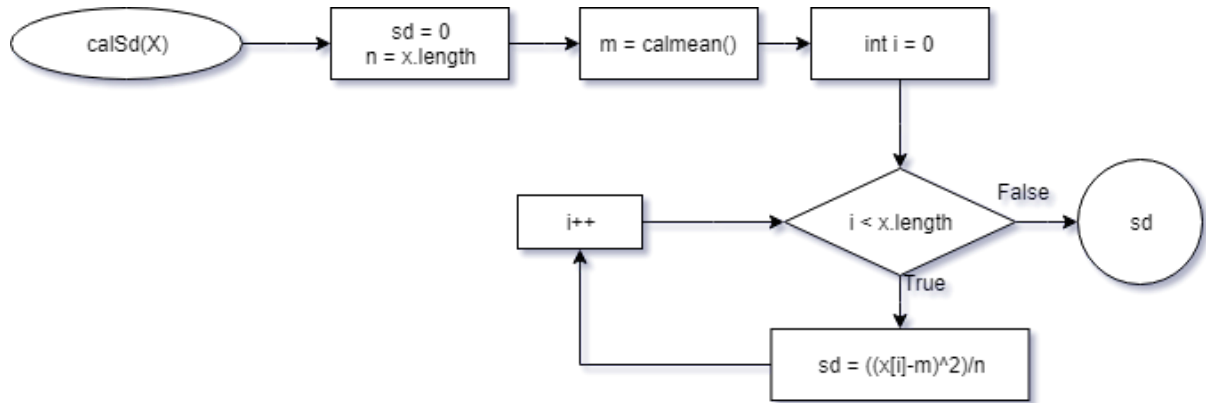 calSd(X)
sd = 0
n = x.length
m = calmean()
int i = 0
i < x.length
False
sd
True
i++
sd = ((x[i]-m)^2)/n